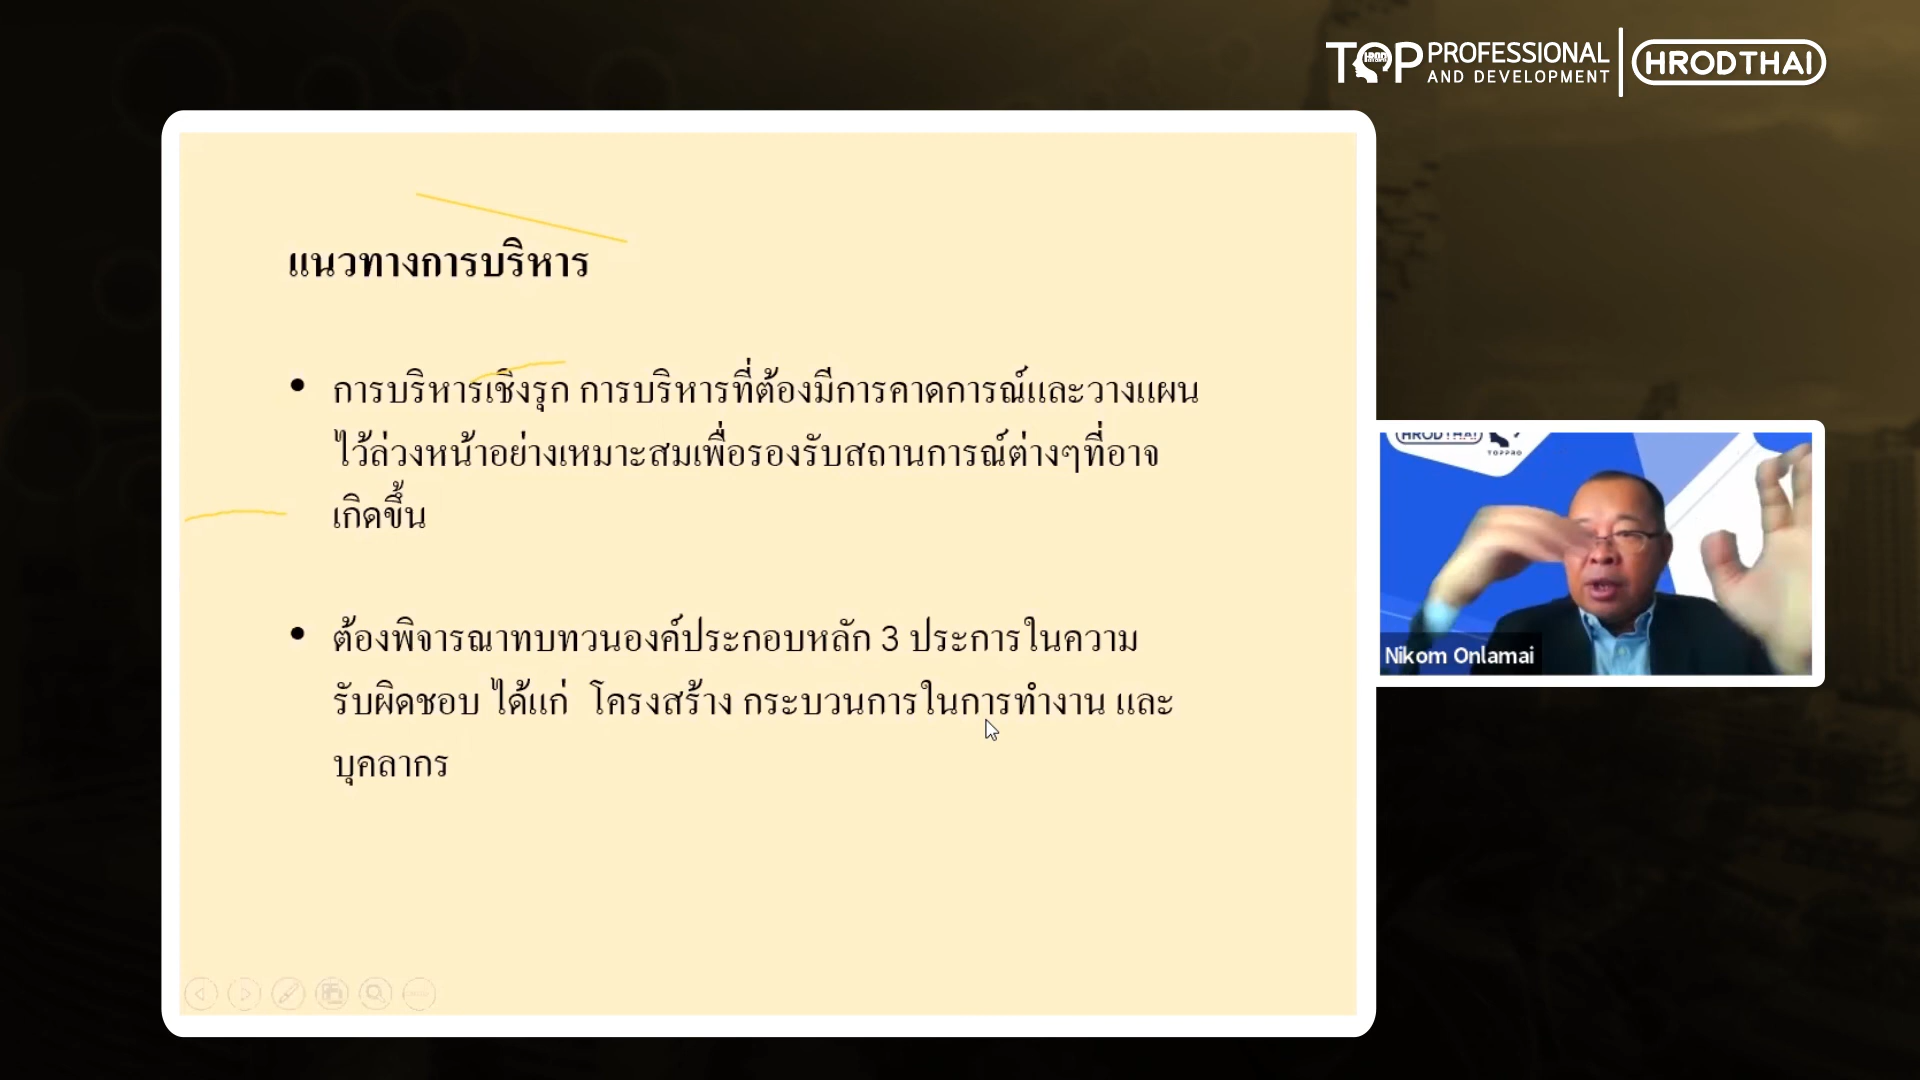 TOP PROFESSIONAL
AND DEVELOPMENT
HRODTHAI
แนวทางการบริหาร
• การบริหารเชิงรุก การบริหารที่ต้องมีการคาดการณ์และวางแผน
ไว้ล่วงหน้าอย่างเหมาะสมเพื่อรองรับสถานการณ์ต่างๆที่อาจ
เกิดขึ้น
• ต้องพิจารณาทบทวนองค์ประกอบหลัก 3 ประการในความ
รับผิดชอบ ได้แก่ โครงสร้าง กระบวนการในการทำงาน และ
บุคลากร
HRODTHAI
TOPPRO
Nikom Onlamai